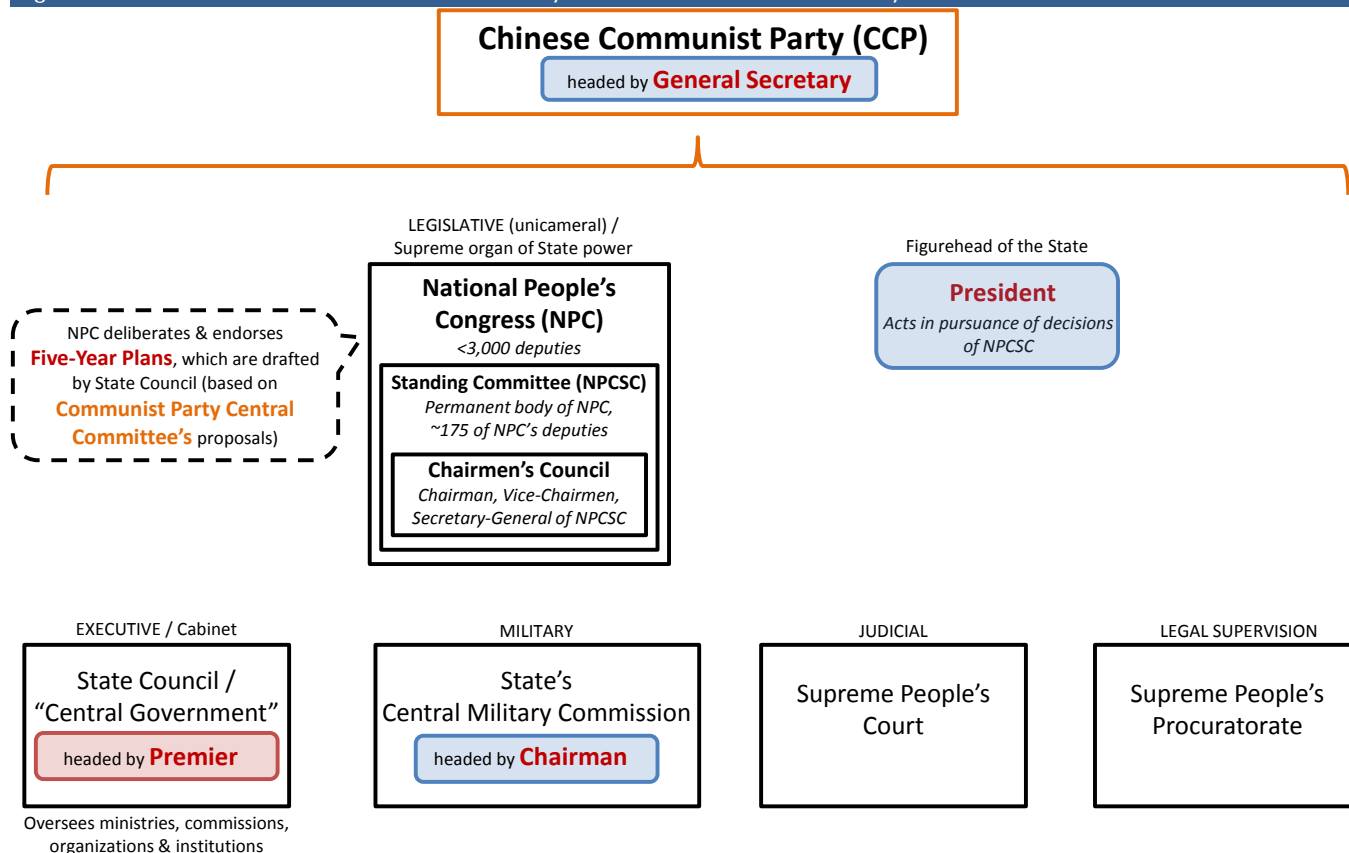 Chinese Communist Party (CCP)
headed by General Secretary
LEGISLATIVE (unicameral) /
Supreme organ of State power
National People's
Congress (NPC)
<3,000 deputies
Standing Committee (NPCSC)
Permanent body of NPC,
~175 of NPC's deputies
Chairmen's Council
Chairman, Vice-Chairmen,
Secretary-General of NPCSC
Figurehead of the State
President
Acts in pursuance of decisions
of NPCSC
NPC deliberates & endorses
Five-Year Plans, which are drafted
by State Council (based on
Communist Party Central
Committee's proposals)
EXECUTIVE / Cabinet
State Council /
"Central Government"
headed by Premier
Oversees ministries, commissions,
organizations & institutions
MILITARY
State's
Central Military Commission
headed by Chairman
JUDICIAL
Supreme People's
Court
LEGAL SUPERVISION
Supreme People's
Procuratorate